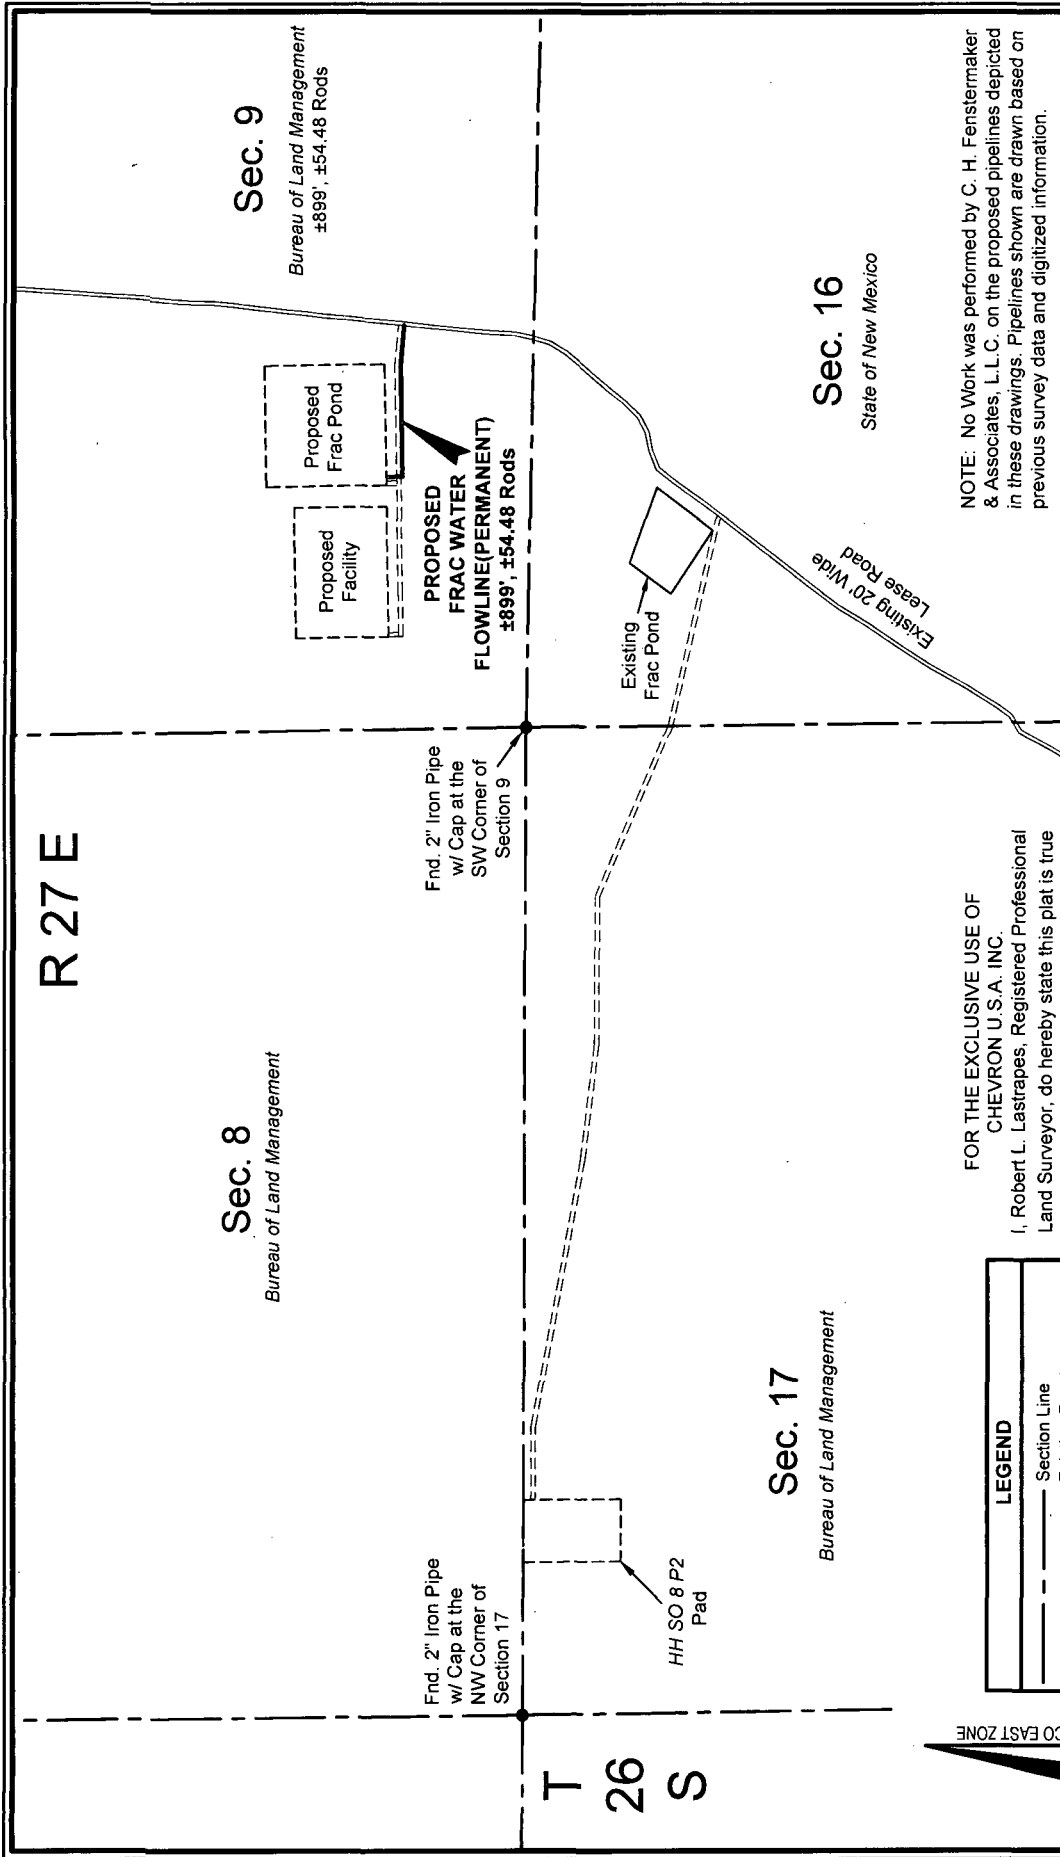 R 27 E
Sec. 8
Bureau of Land Management
Sec. 9
Bureau of Land Management
±899', ±54.48 Rods
Proposed
Facility
Proposed
Frac Pond
PROPOSED
FRAC WATER
FLOWLINE(PERMANENT)
±899', ±54.48 Rods
Fnd. 2" Iron Pipe
w/ Cap at the
NW Corner of
Section 17
Fnd. 2" Iron Pipe
w/ Cap at the
SW Corner of
Section 9
T
26
S
HH SO 8 P2
Pad
Sec. 17
Bureau of Land Management
Existing
Frac Pond
Existing 20' Wide
Lease Road
Sec. 16
State of New Mexico
CO EAST ZONE
LEGEND
Section Line
FOR THE EXCLUSIVE USE OF
CHEVRON U.S.A. INC.
I, Robert L. Lastrapes, Registered Professional
Land Surveyor, do hereby state this plat is true
NOTE: No Work was performed by C. H. Fenstermaker
& Associates, L.L.C. on the proposed pipelines depicted
in these drawings. Pipelines shown are drawn based on
previous survey data and digitized information.